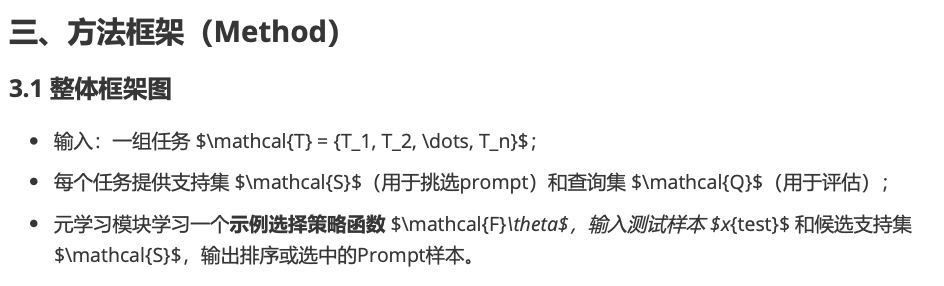 三、方法框架（Method）
3.1 整体框架图
• 输入：一组任务 $\mathcal{T} = {T_1, T_2, \dots, T_n}$；
• 每个任务提供支持集 $\mathcal{S}$（用于挑选prompt）和查询集 $\mathcal{Q}$（用于评估）；
• 元学习模块学习一个示例选择策略函数 $\mathcal{F}\theta$，输入测试样本 $x{test}$ 和候选支持集
$\mathcal{S}$，输出排序或选中的Prompt样本。